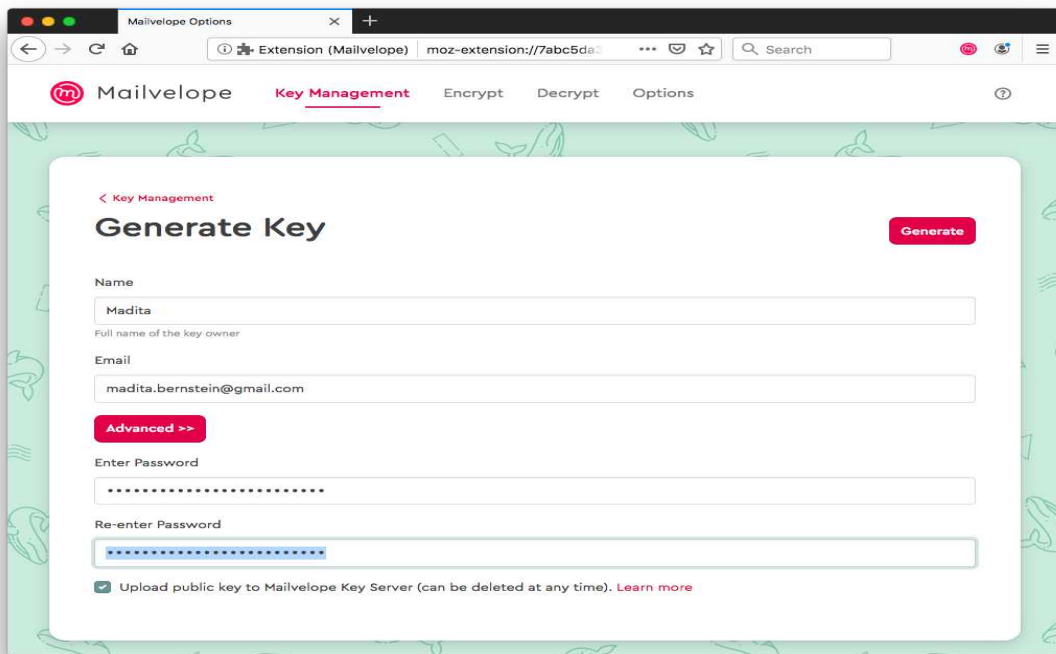 Mailvelope Options
Extension (Mailvelope) moz-extension://7abc5da Search
Mailvelope Key Management Encrypt Decrypt Options
Key Management
Generate Key
Generate
Name
Madita
Full name of the key owner
Email
madita.bernstein@gmail.com
Advanced >>
Enter Password
•••••••••••••••••••••••••
Re-enter Password
•••••••••••••••••••••••••
Upload public key to Mailvelope Key Server (can be deleted at any time). Learn more